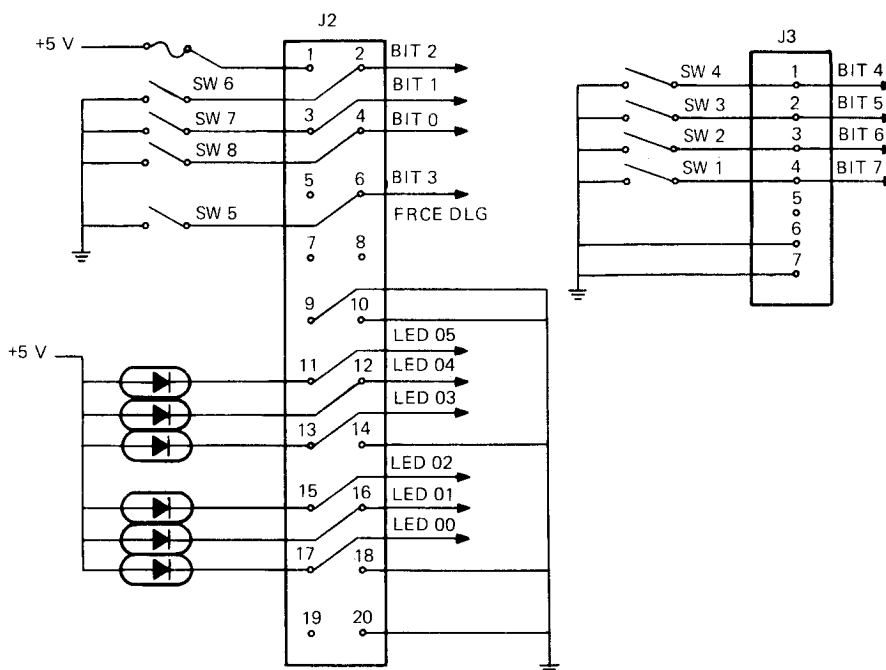 J2
+5 V
1 2 BIT 2
SW 6
BIT 1
SW 7 3 4 BIT 0
SW 8
5 6 BIT 3
SW 5 FRCE DLG
7 8
9 10
+5 V
LED 05
11 12 LED 04
LED 03
13 14
LED 02
15 16 LED 01
LED 00
17 18
19 20
J3
SW 4 1 BIT 4
SW 3 2 BIT 5
SW 2 3 BIT 6
SW 1 4 BIT 7
5
6
7